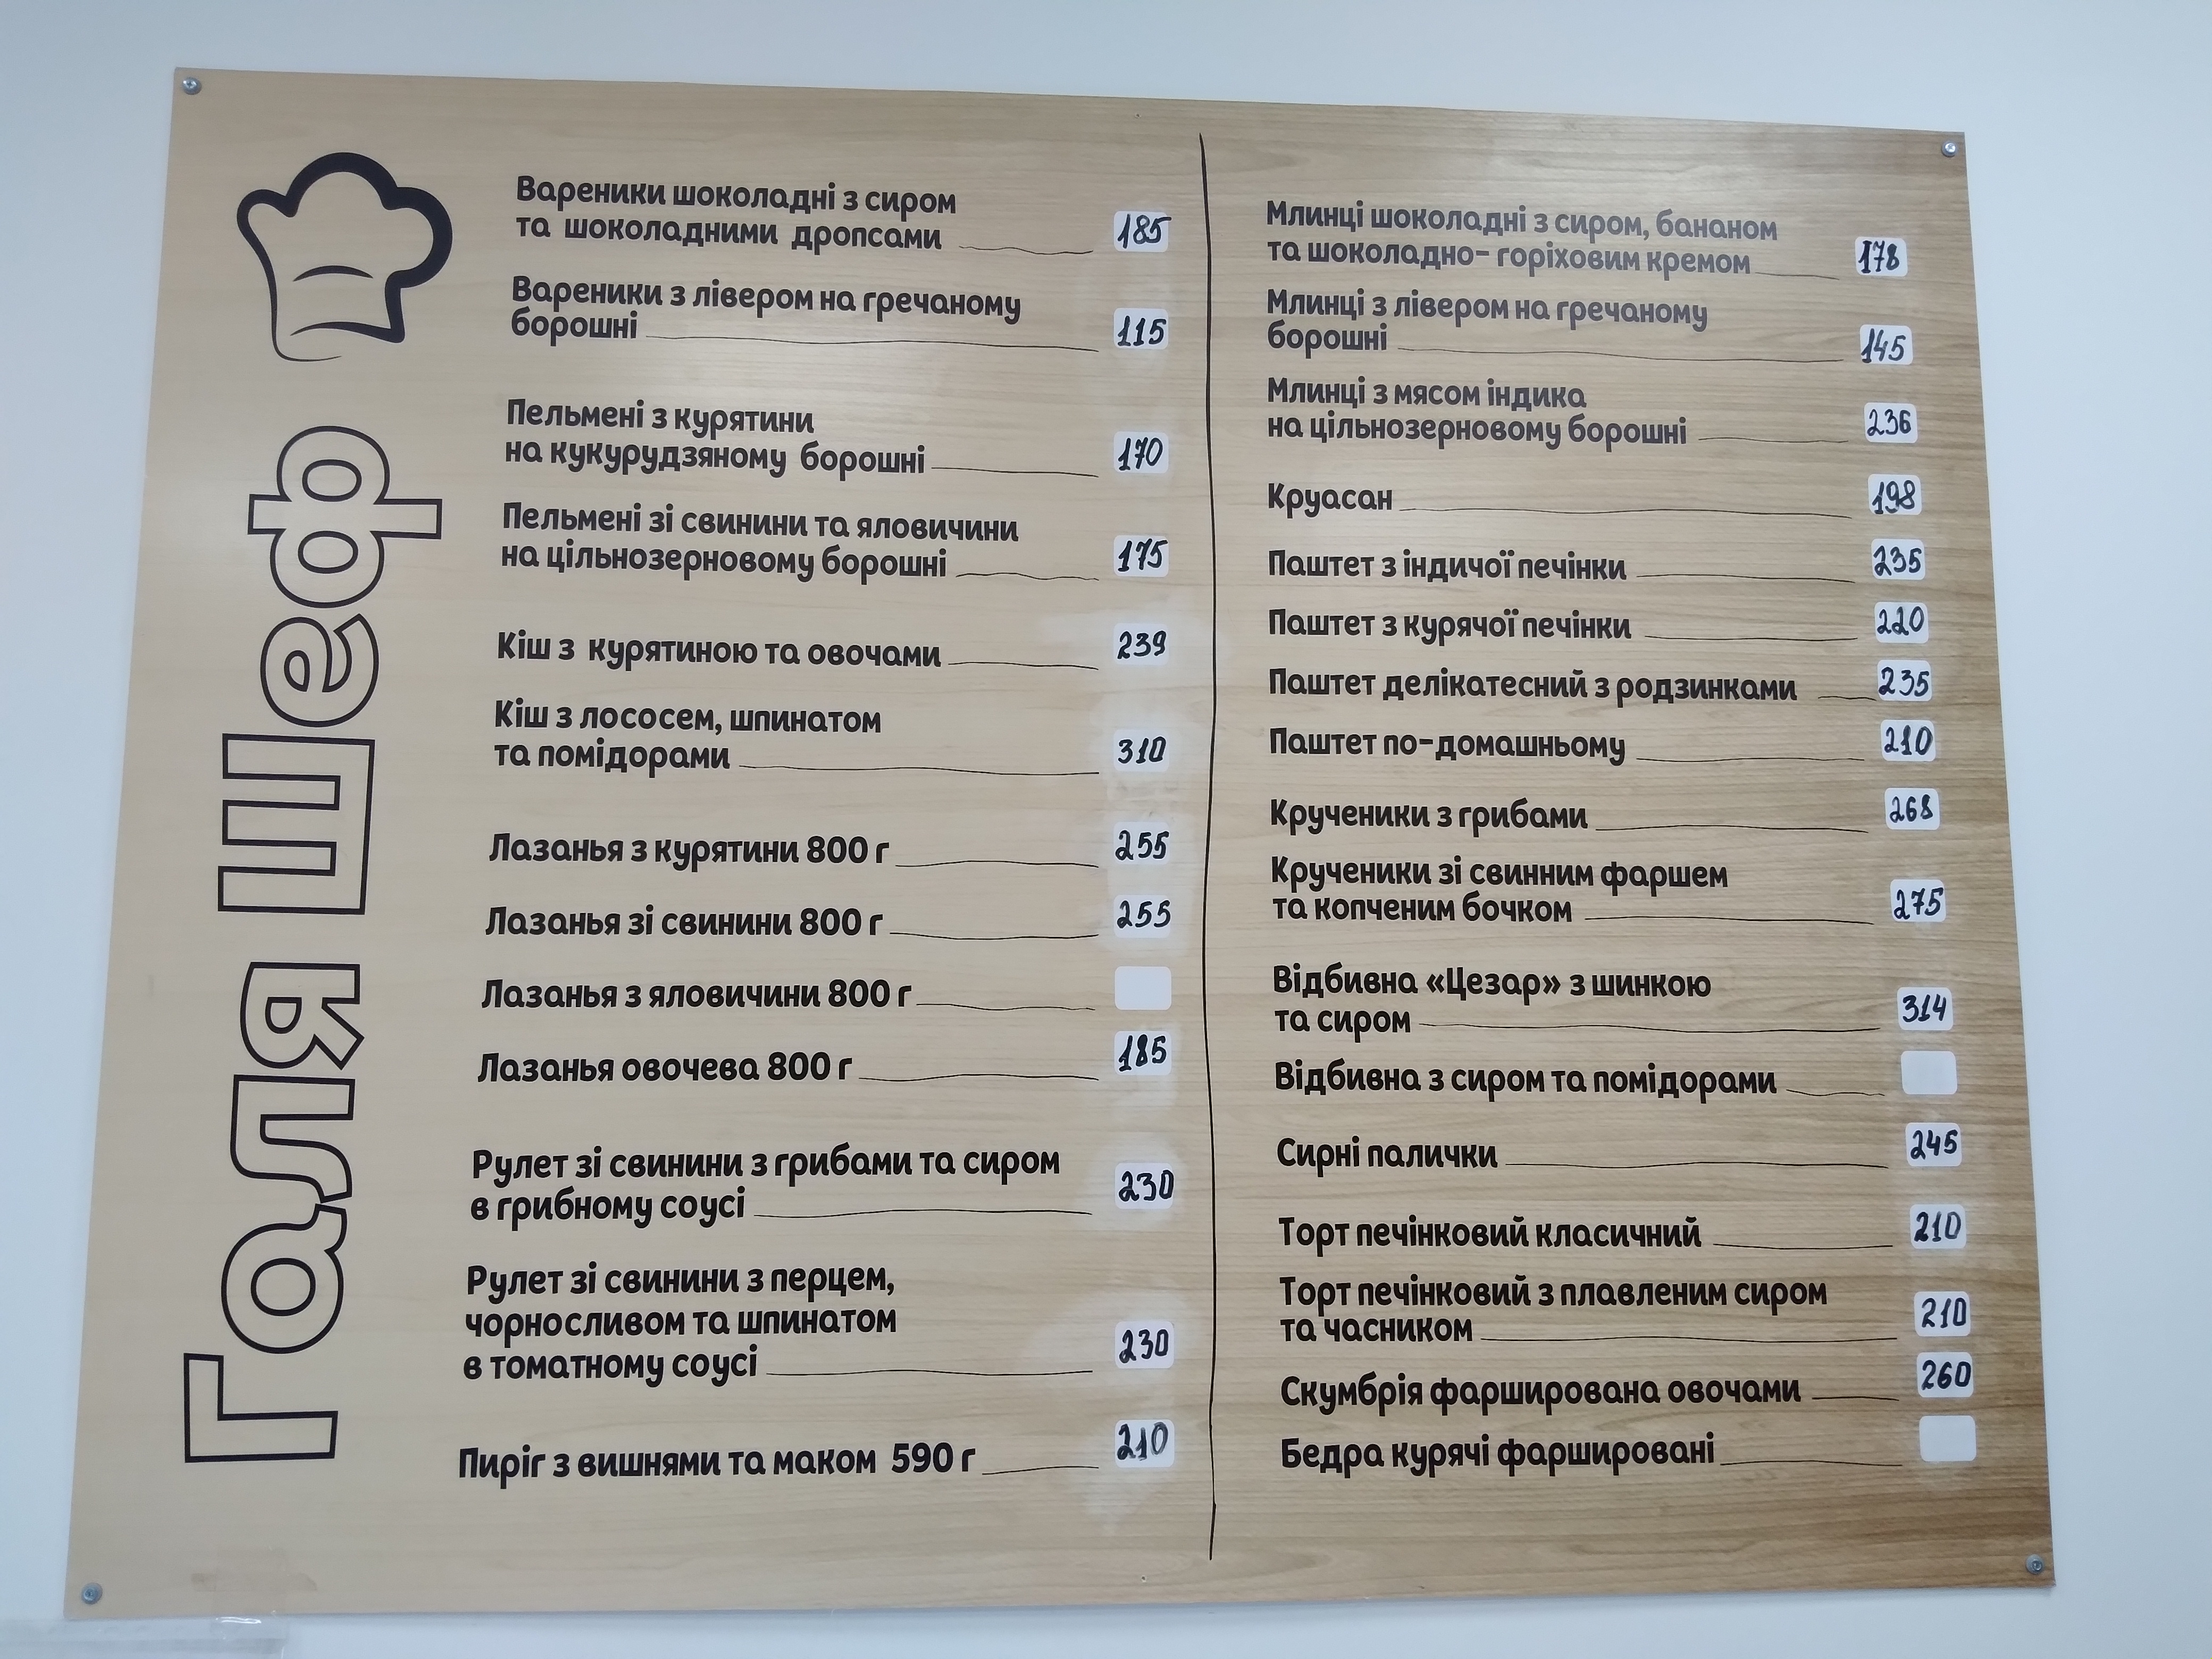 Галя Шеф
Вареники шоколадні з сиром
та шоколадними дропсами 185
Вареники з лівером на гречаному
борошні 115
Пельмені з курятини
на кукурудзяному борошні 170
Пельмені зі свинини та яловичини
на цільнозерновому борошні 175
Кіш з курятиною та овочами 239
Кіш з лососем, шпинатом
та помідорами 310
Лазанья з курятини 800 г 255
Лазанья зі свинини 800 г 255
Лазанья з яловичини 800 г
Лазанья овочева 800 г 185
Рулет зі свинини з грибами та сиром
в грибному соусі 230
Рулет зі свинини з перцем,
чорносливом та шпинатом
в томатному соусі 230
Пиріг з вишнями та маком 590 г 210
Млинці шоколадні з сиром, бананом
та шоколадно- горіховим кремом 178
Млинці з лівером на гречаному
борошні 145
Млинці з мясом індика
на цільнозерновому борошні 236
Круасан 198
Паштет з індичої печінки 235
Паштет з курячої печінки 220
Паштет делікатесний з родзинками 235
Паштет по-домашньому 210
Крученики з грибами 268
Крученики зі свинним фаршем
та копченим бочком 275
Відбивна «Цезар» з шинкою
та сиром 314
Відбивна з сиром та помідорами
Сирні палички 245
Торт печінковий класичний 210
Торт печінковий з плавленим сиром
та часником 210
Скумбрія фарширована овочами 260
Бедра курячі фаршировані